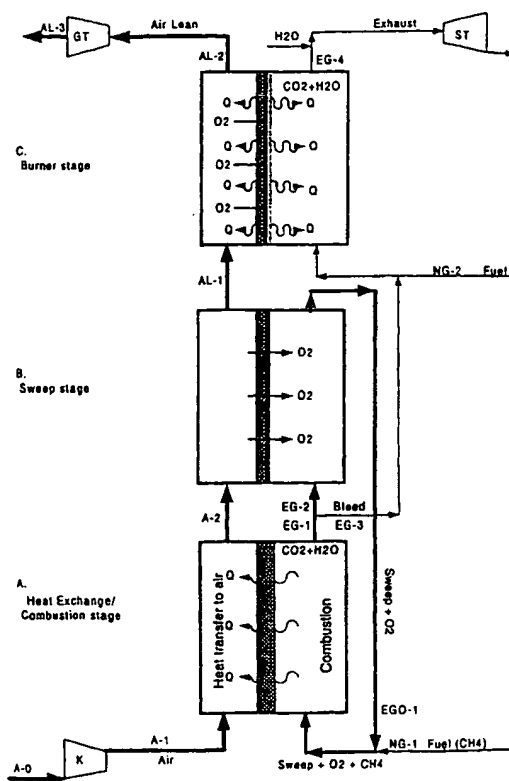 AL-3
GT
Air Lean
AL-2
H2O
Exhaust
ST
EG-4
CO2+H2O
Q
Q
O2
Q
Q
O2
Q
Q
O2
Q
Q
C.
Burner stage
AL-1
NG-2 Fuel
O2
O2
O2
B.
Sweep stage
A-2
EG-2
EG-1
Bleed
EG-3
CO2+H2O
A.
Heat Exchange/
Combustion stage
Q
Q
Q
Heat transfer to air
Combustion
Sweep + O2
EGO-1
A-0
K
A-1
Air
NG-1 Fuel (CH4)
Sweep + O2 + CH4